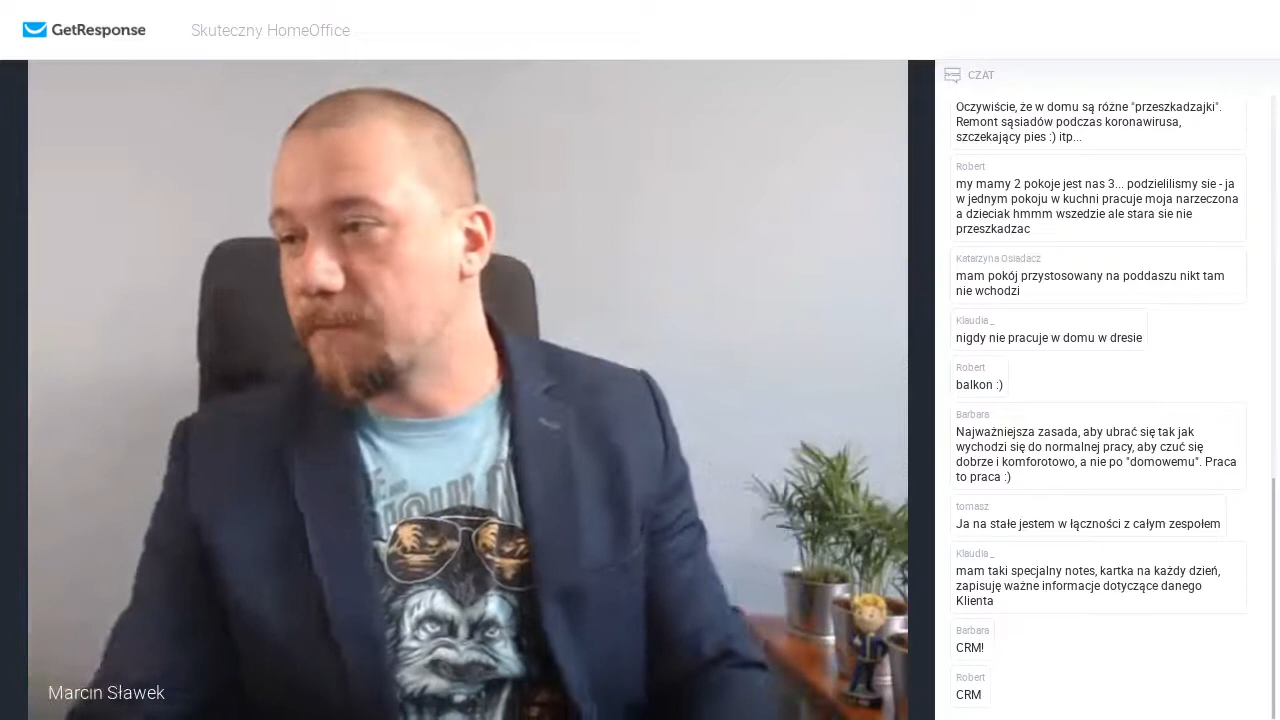 GetResponse
Skuteczny HomeOffice
CZAT
Oczywiście, że w domu są różne "przeszkadzajki".
Remont sąsiadów podczas koronawirusa,
szczekający pies :) itp...
Robert
my mamy 2 pokoje jest nas 3... podzielilismy sie - ja
w jednym pokoju w kuchni pracuje moja narzeczona
a dzieciak hmmm wszedzie ale stara sie nie
przeszkadzac
Katarzyna Osiadacz
mam pokój przystosowany na poddaszu nikt tam
nie wchodzi
Klaudia_
nigdy nie pracuje w domu w dresie
Robert
balkon :)
Barbara
Najważniejsza zasada, aby ubrać się tak jak
wychodzi się do normalnej pracy, aby czuć się
dobrze i komforotowo, a nie po "domowemu". Praca
to praca :)
tomasz
Ja na stałe jestem w łączności z całym zespołem
Klaudia_
mam taki specjalny notes, kartka na każdy dzień,
zapisuję ważne informacje dotyczące danego
Klienta
Barbara
CRM!
Robert
CRM
Marcin Sławek